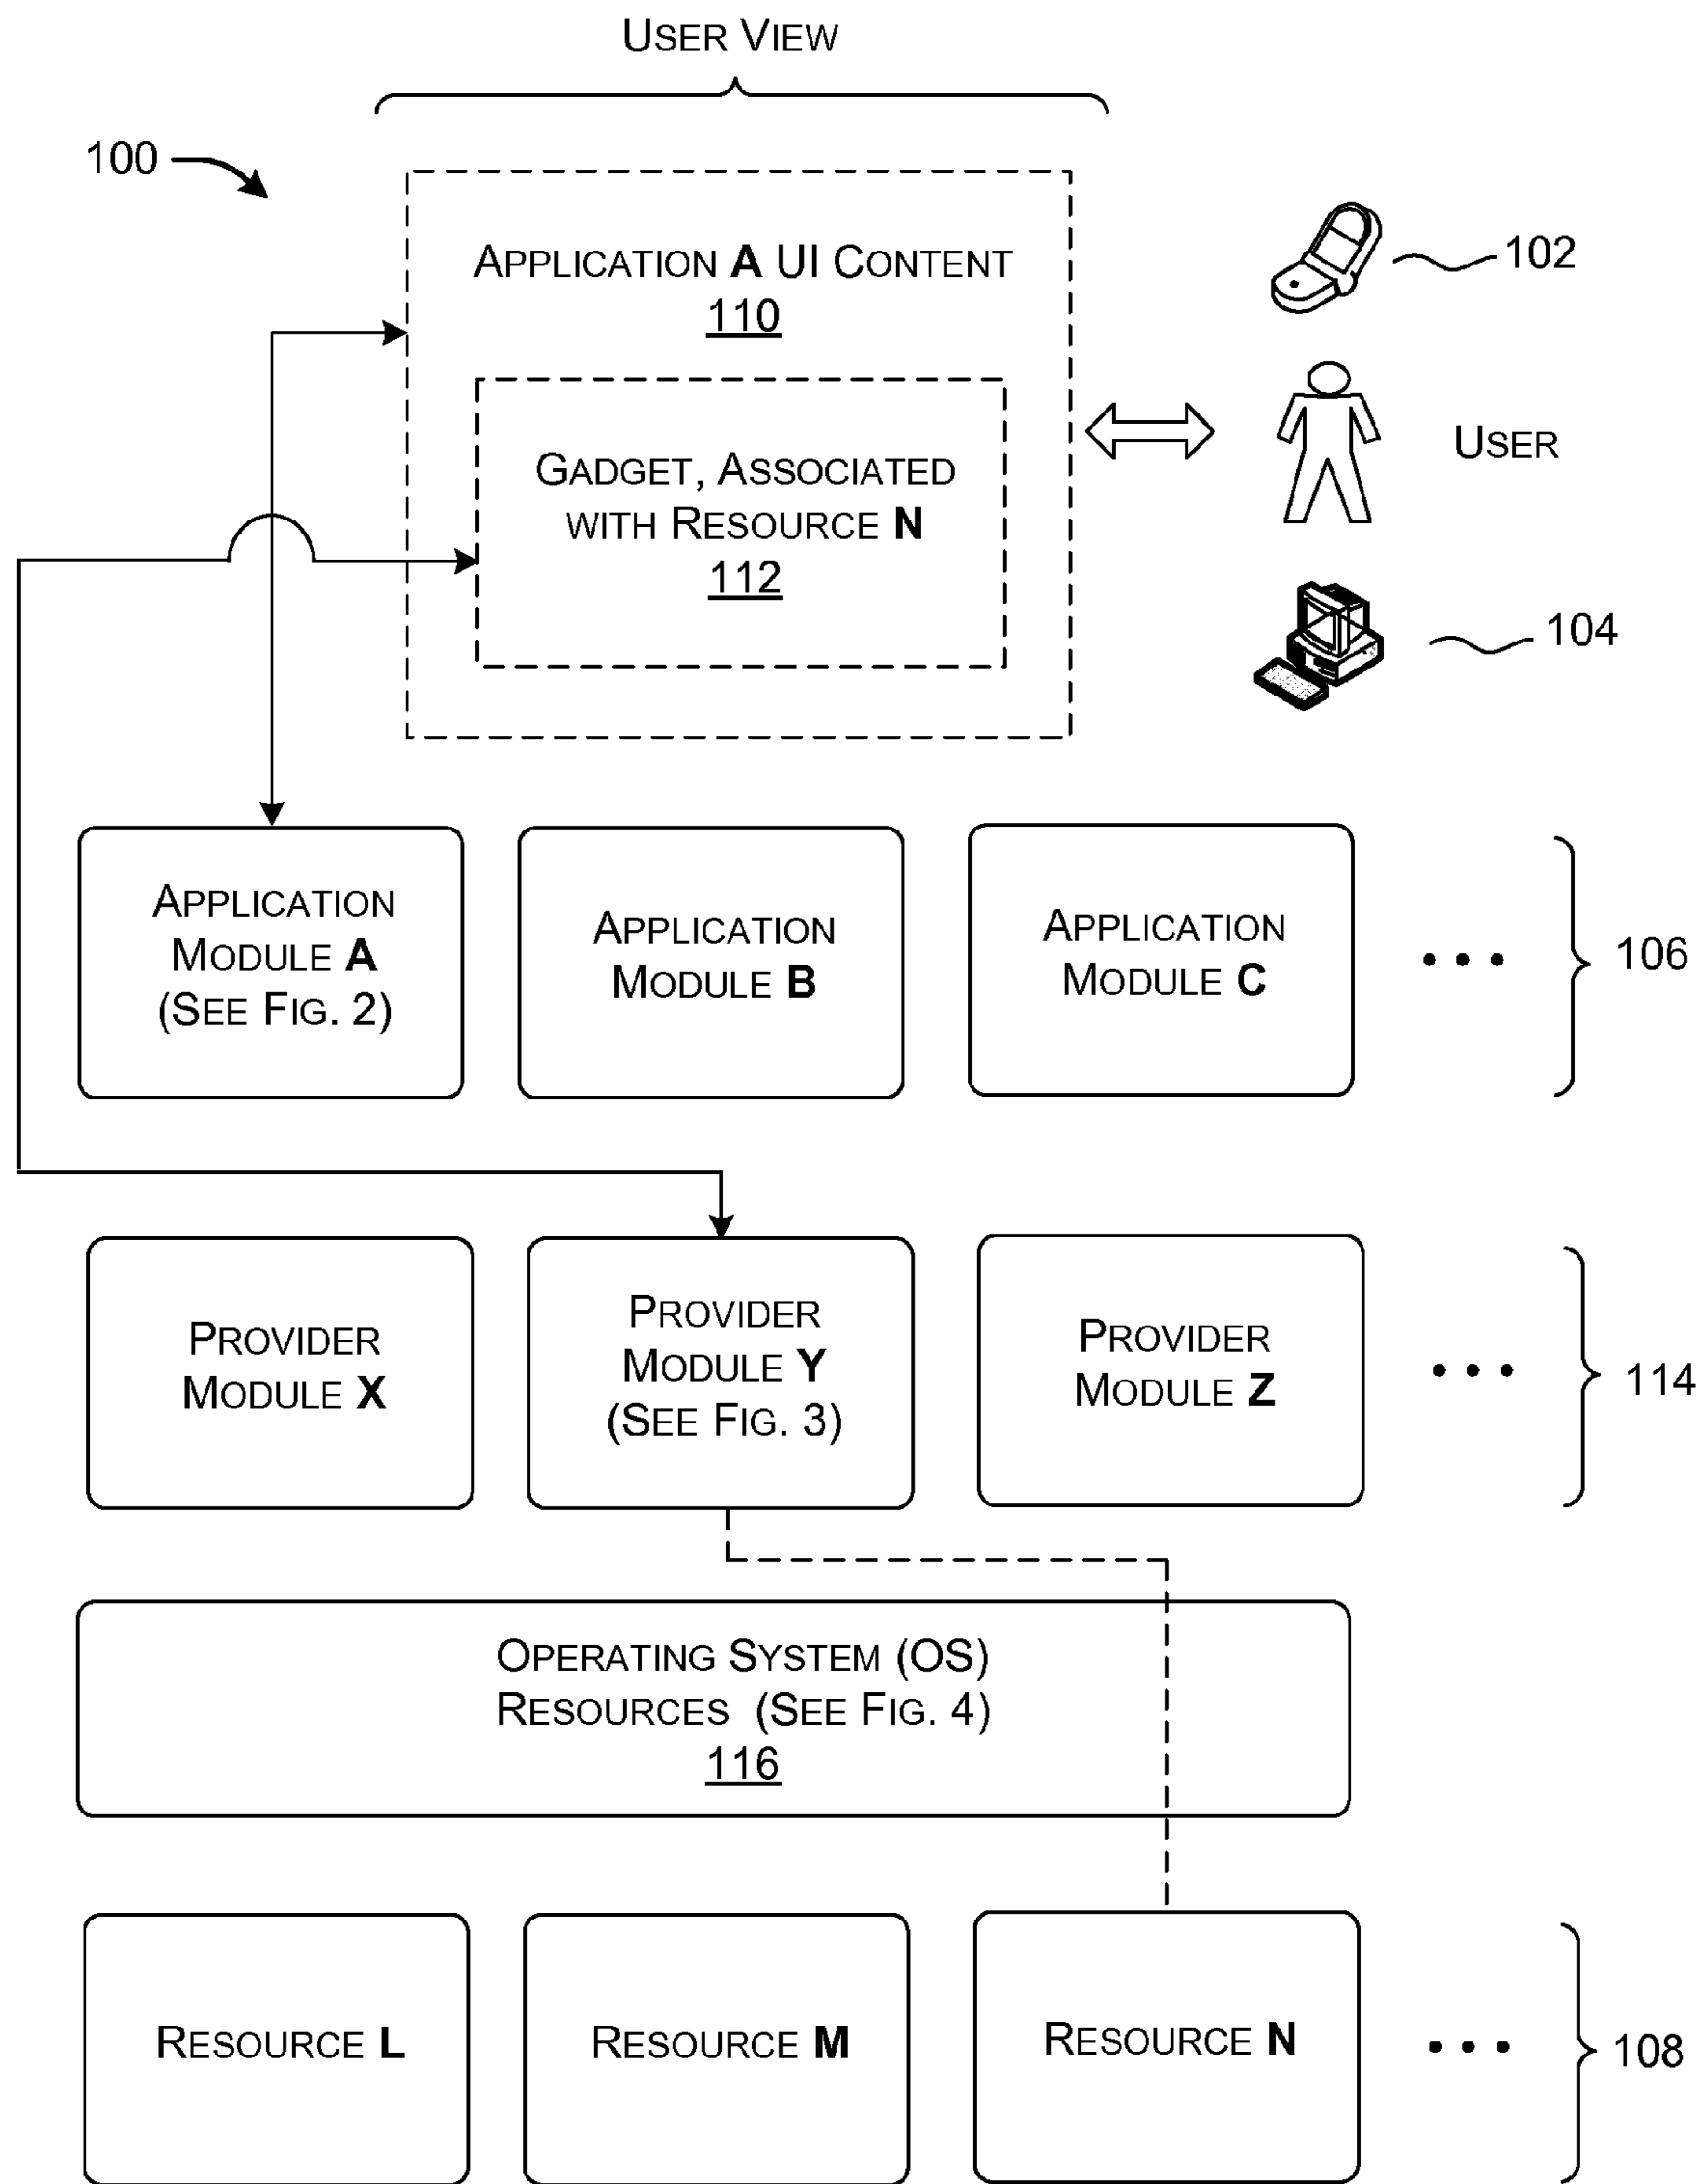 USER VIEW
100
APPLICATION A UI CONTENT
110
102
GADGET, ASSOCIATED
WITH RESOURCE N
112
USER
104
APPLICATION
MODULE A
(SEE FIG. 2)
APPLICATION
MODULE B
APPLICATION
MODULE C
• • •
106
PROVIDER
MODULE X
PROVIDER
MODULE Y
(SEE FIG. 3)
PROVIDER
MODULE Z
• • •
114
OPERATING SYSTEM (OS)
RESOURCES (SEE FIG. 4)
116
RESOURCE L
RESOURCE M
RESOURCE N
• • •
108